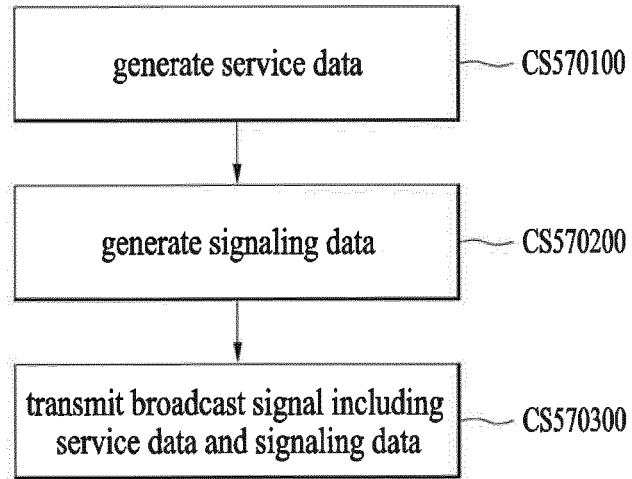 generate service data
CS570100
generate signaling data
CS570200
transmit broadcast signal including
service data and signaling data
CS570300